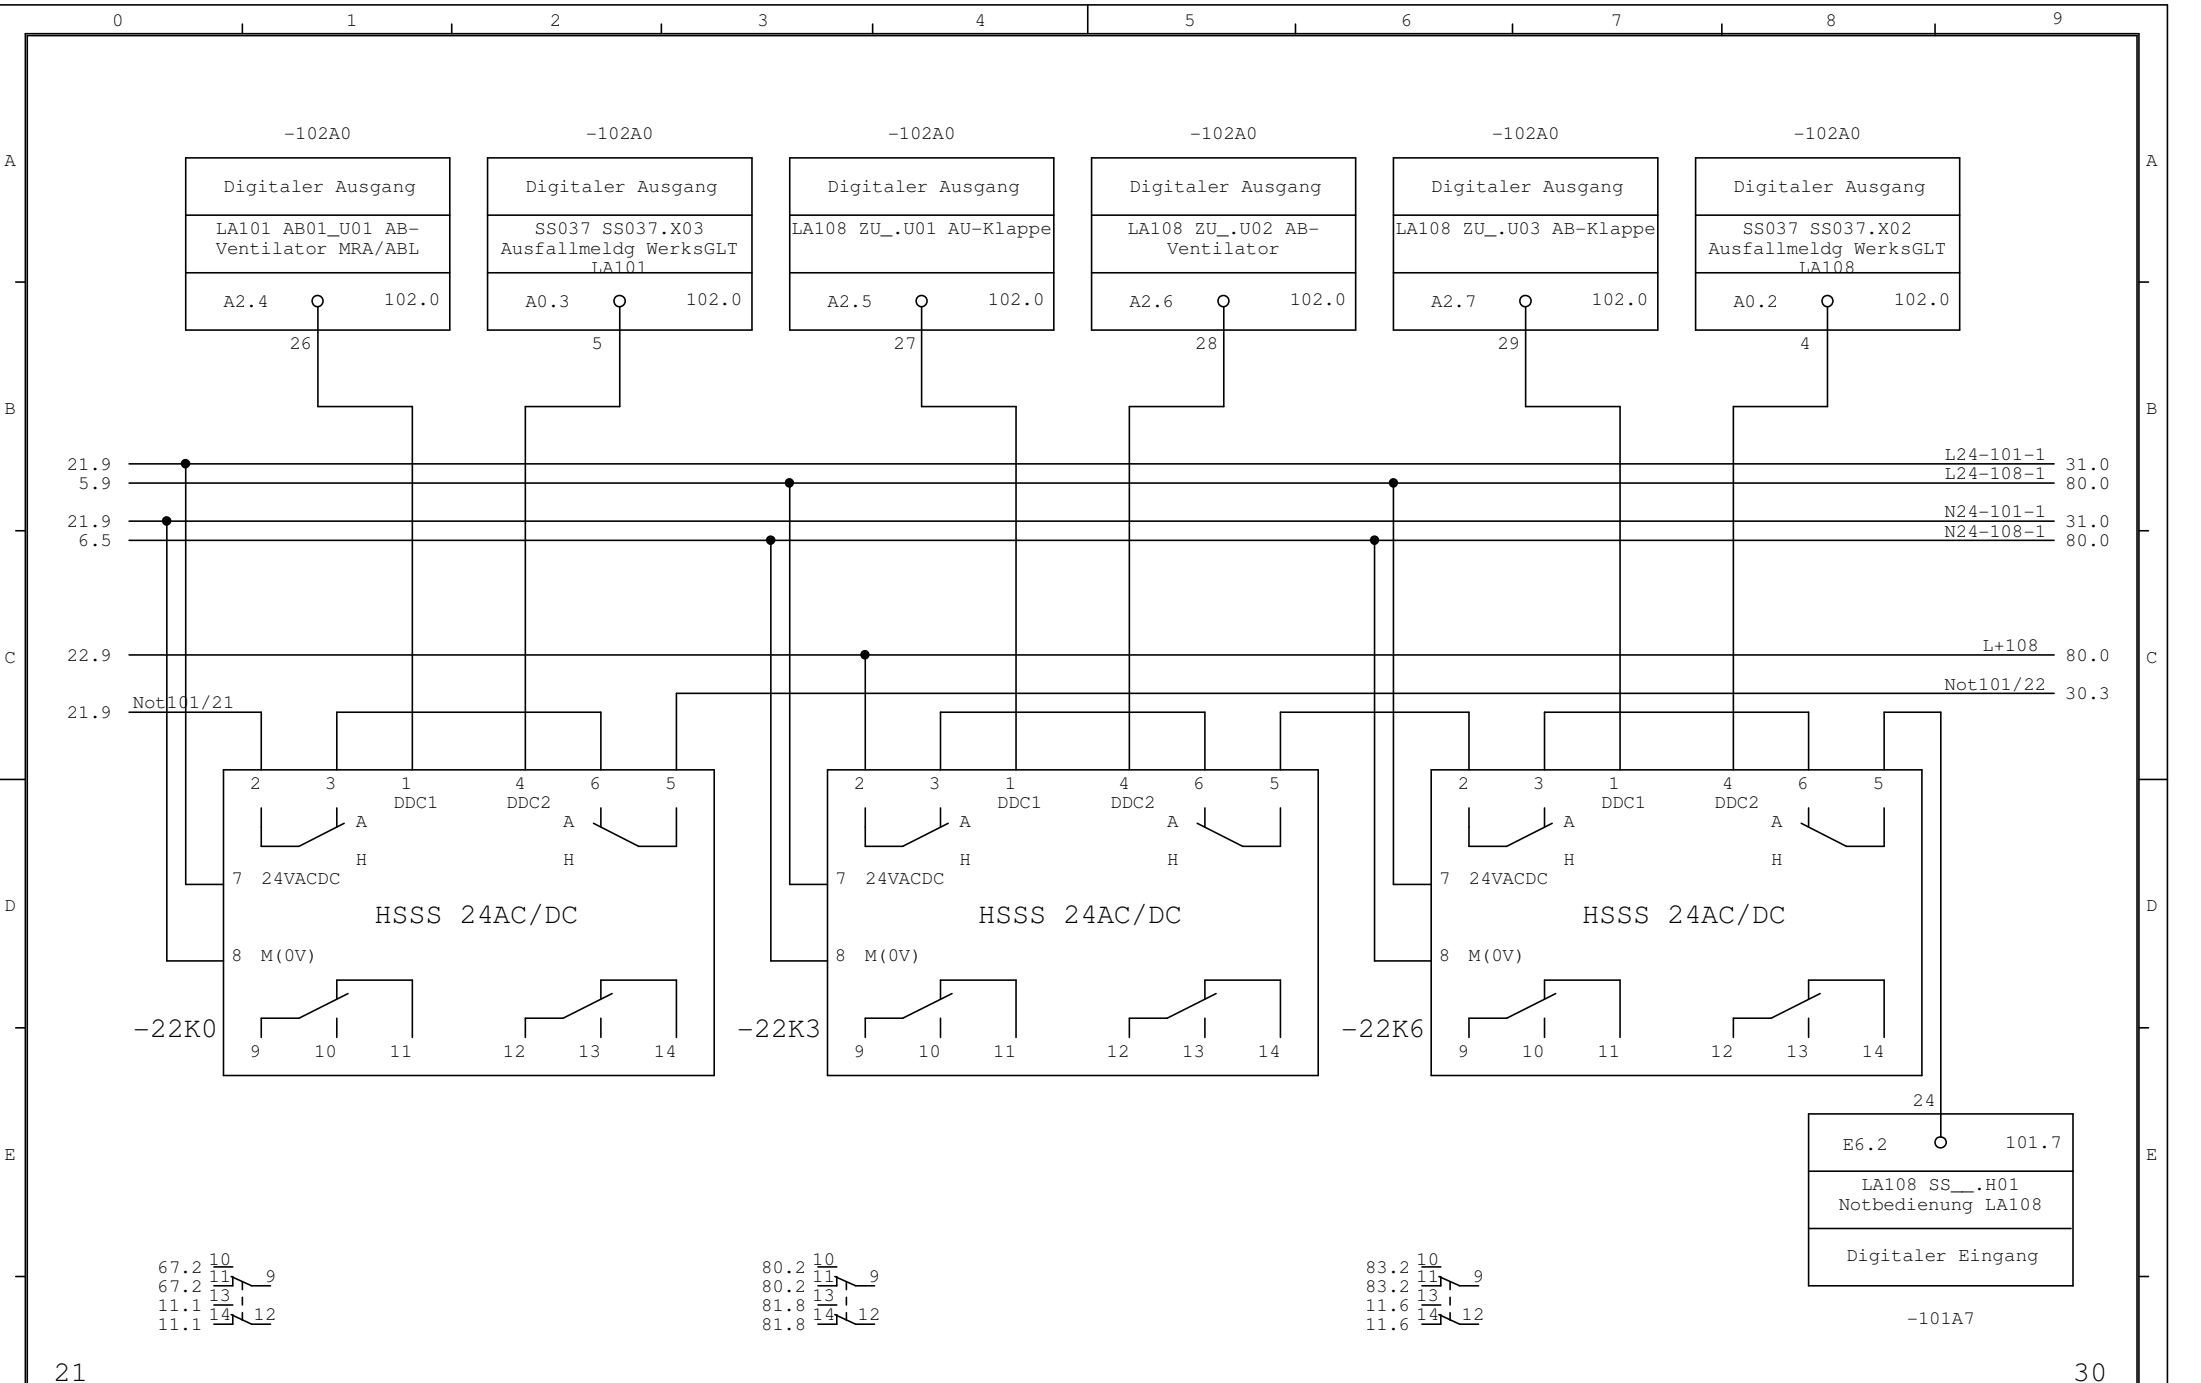 0 1 2 3 4 5 6 7 8 9
-102A0 -102A0 -102A0 -102A0 -102A0 -102A0
A A
Digitaler Ausgang Digitaler Ausgang Digitaler Ausgang Digitaler Ausgang Digitaler Ausgang Digitaler Ausgang
LA101 AB01_U01 AB-
Ventilator MRA/ABL
SS037 SS037.X03
Ausfallmeldg WerksGLT
LA101
LA108 ZU_.U01 AU-Klappe
LA108 ZU_.U02 AB-
Ventilator
LA108 ZU_.U03 AB-Klappe
SS037 SS037.X02
Ausfallmeldg WerksGLT
LA108
A2.4 102.0 A0.3 102.0 A2.5 102.0 A2.6 102.0 A2.7 102.0 A0.2 102.0
26 5 27 28 29 4
B B
21.9 L24-101-1 31.0
5.9 L24-108-1 80.0
21.9 N24-101-1 31.0
6.5 N24-108-1 80.0
C C
22.9 L+108 80.0
Not101/22 30.3
21.9 Not101/21
2 3 1 4 6 5 2 3 1 4 6 5 2 3 1 4 6 5
DDC1 DDC2 DDC1 DDC2 DDC1 DDC2
A A A A A A
H H H H H H
7 24VACDC 7 24VACDC 7 24VACDC
D D
HSSS 24AC/DC HSSS 24AC/DC HSSS 24AC/DC
8 M(0V) 8 M(0V) 8 M(0V)
-22K0 -22K3 -22K6
9 10 11 12 13 14 9 10 11 12 13 14 9 10 11 12 13 14
24
E E
E6.2 101.7
LA108 SS__.H01
Notbedienung LA108
Digitaler Eingang
-101A7
67.2 10
67.2 11 9
11.1 13
11.1 14 12
80.2 10
80.2 11 9
81.8 13
81.8 14 12
83.2 10
83.2 11 9
11.6 13
11.6 14 12
21 30